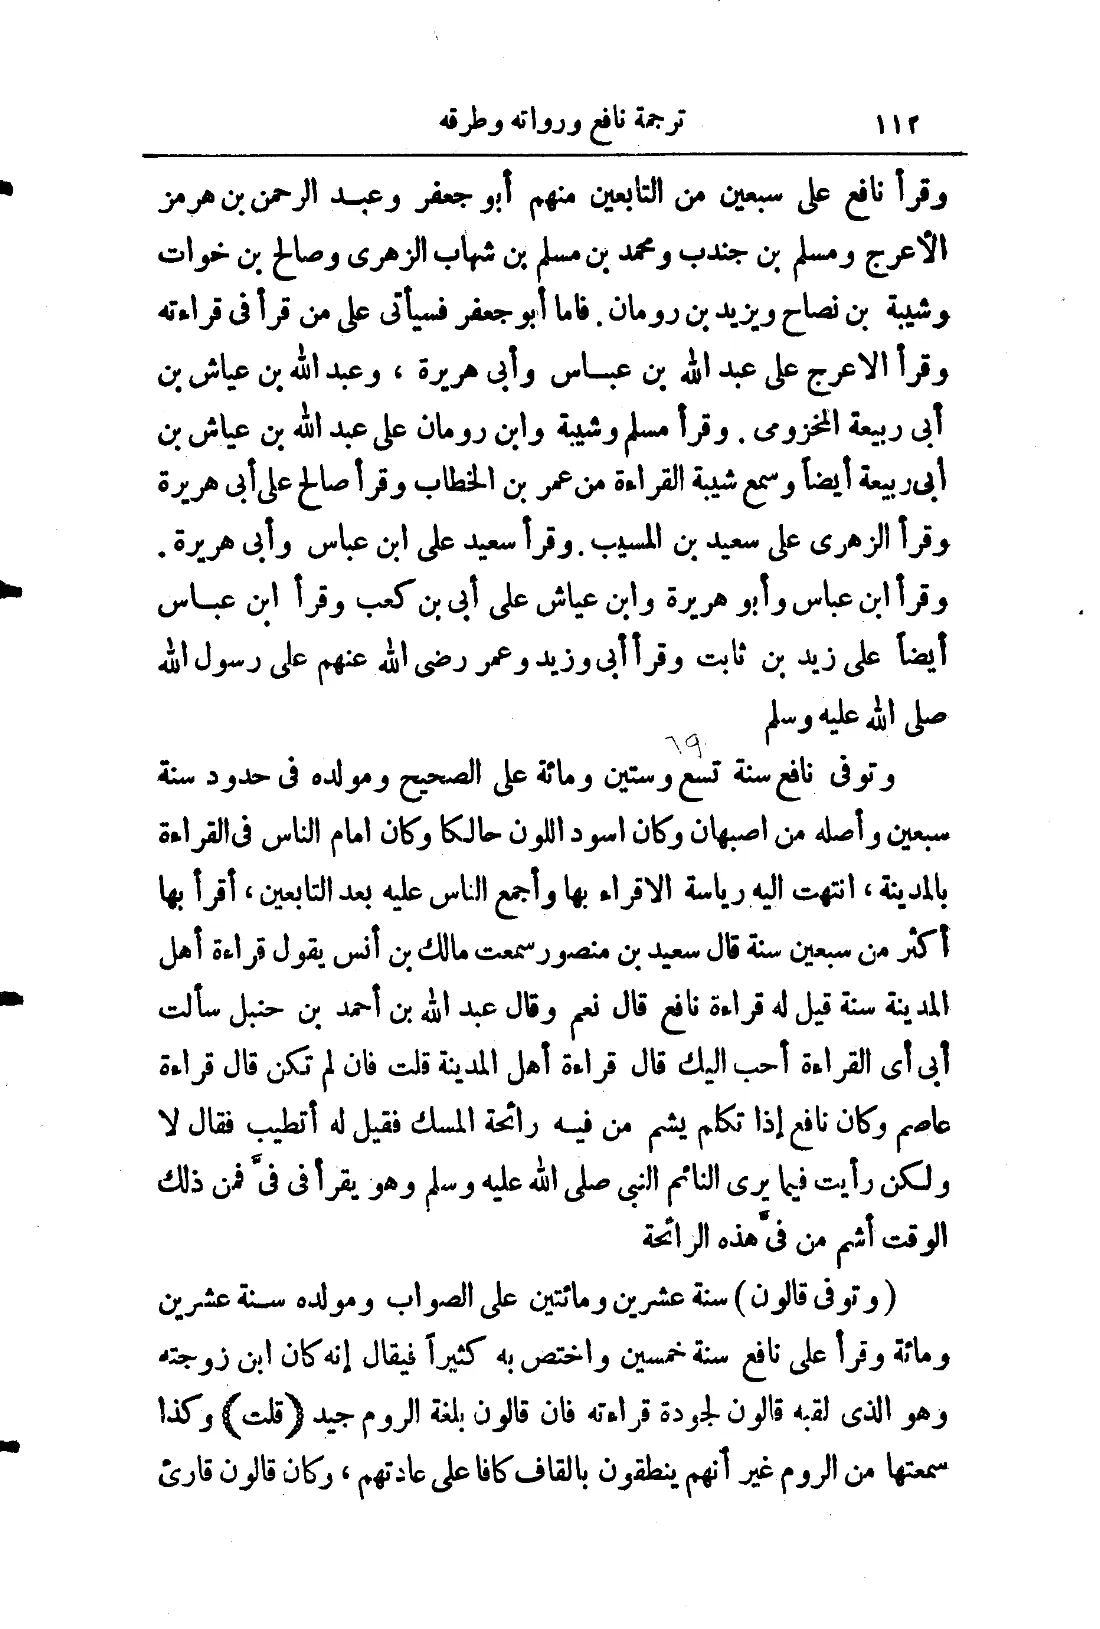 ١١٢
ترجمة نافع ورواته وطرقه
وقرأ نافع على سبعين من التابعين منهم أبو جعفر وعبـد الرحمن بن هرمز
الأعرج ومسلم بن جندب ومحمد بن مسلم بن شهاب الزهرى وصالح بن خوات
وشيبة بن نصاح ويزيد بن رومان . فاما أبو جعفر فسيأتى على من قرأ فى قراءته
وقرأ الاعرج على عبد الله بن عبـاس وأبى هريرة ، وعبد الله بن عياش بن
أبى ربيعة المخزومى . وقرأ مسلم وشيبة وابن رومان على عبد الله بن عياش بن
أبى ربيعة أيضاً وسمع شيبة القراءة من عمر بن الخطاب وقرأ صالح على أبى هريرة
وقرأ الزهرى على سعيد بن المسيب . وقرأ سعيد على ابن عباس وأبى هريرة .
وقرأ ابن عباس وأبو هريرة وابن عياش على أبى بن كعب وقرأ ابن عبـاس
أيضاً على زيد بن ثابت وقرأ أبى وزيد وعمر رضى الله عنهم على رسول الله
صلى الله عليه وسلم
٦٩
وتوفى نافع سنة تسع وستين ومائة على الصحيح ومولده فى حدود سنة
سبعين وأصله من اصبهان وكان اسود اللون حالكا وكان امام الناس فى القراءة
بالمدينة ، انتهت اليه رياسة الاقراء بها وأجمع الناس عليه بعد التابعين ، أقرأ بها
أكثر من سبعين سنة قال سعيد بن منصور سمعت مالك بن أنس يقول قراءة أهل
المدينة سنة قيل له قراءة نافع قال نعم وقال عبد الله بن أحمد بن حنبل سألت
أبى أى القراءة أحب اليك قال قراءة أهل المدينة قلت فان لم تكن قال قراءة
عاصم وكان نافع إذا تكلم يشم من فيـه رائحة المسك فقيل له أتطيب فقال لا
ولكن رأيت فيما يرى النائم النبى صلى الله عليه وسلم وهو يقرأ فى فىَّ فمن ذلك
الوقت أشم من فىَّ هذه الرائحة
(وتوفى قالون) سنة عشرين ومائتين على الصواب ومولده سـنة عشرين
ومائة وقرأ على نافع سنة خمسين واختص به كثيراً فيقال إنه كان ابن زوجته
وهو الذى لقبه قالون لجودة قراءته فان قالون بلغة الروم جيد (قلت) وكذا
سمعتها من الروم غير أنهم ينطقون بالقاف كافا على عادتهم ، وكان قالون قارئ